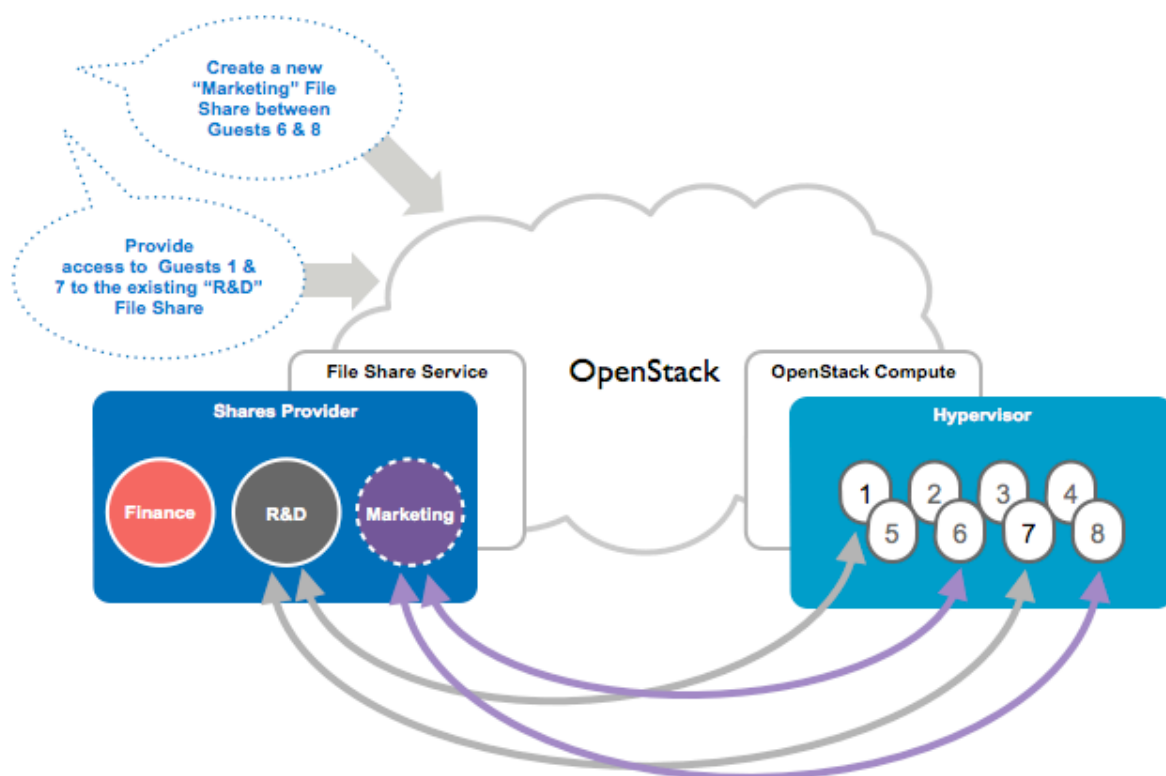 Create a new
“Marketing” File
Share between
Guests 6 & 8
Provide
access to Guests 1 &
7 to the existing “R&D”
File Share
File Share Service
OpenStack
OpenStack Compute
Shares Provider
Hypervisor
Finance
R&D
Marketing
1
2
3
4
5
6
7
8